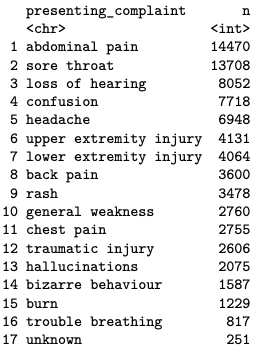 presenting_complaint n
<chr> <int>
1 abdominal pain 14470
2 sore throat 13708
3 loss of hearing 8052
4 confusion 7718
5 headache 6948
6 upper extremity injury 4131
7 lower extremity injury 4064
8 back pain 3600
9 rash 3478
10 general weakness 2760
11 chest pain 2755
12 traumatic injury 2606
13 hallucinations 2075
14 bizarre behaviour 1587
15 burn 1229
16 trouble breathing 817
17 unknown 251